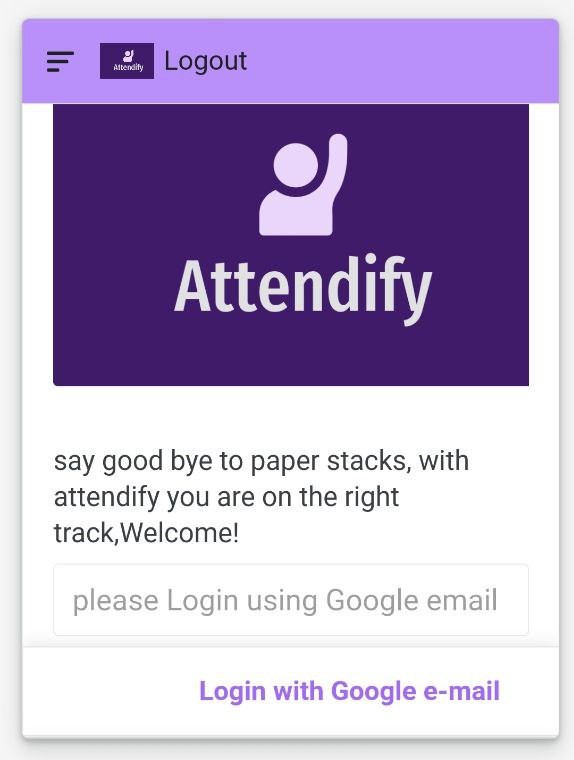 Attendify
Logout
Attendify
say good bye to paper stacks, with
attendify you are on the right
track,Welcome!
please Login using Google email
Login with Google e-mail